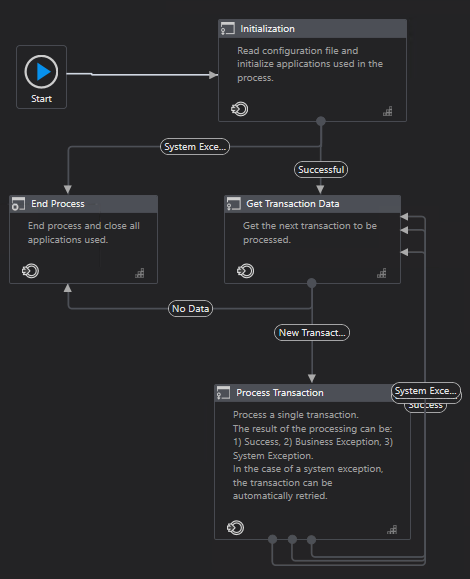 Initialization
Read configuration file and
initialize applications used in the
process.
Start
System Exce...
Successful
End Process
End process and close all
applications used.
Get Transaction Data
Get the next transaction to be
processed.
No Data
New Transact...
Process Transaction
System Exce...
Success
Process a single transaction.
The result of the processing can be:
1) Success, 2) Business Exception, 3)
System Exception.
In the case of a system exception,
the transaction can be
automatically retried.